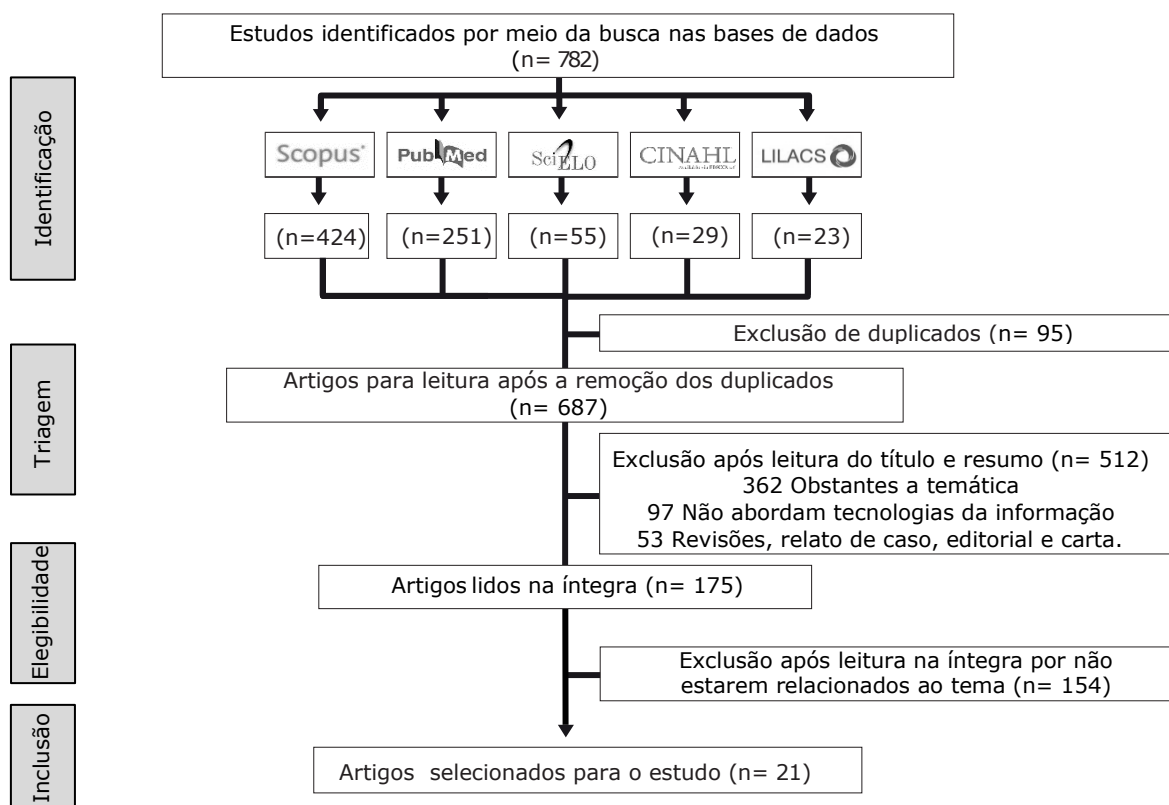 Estudos identificados por meio da busca nas bases de dados
(n= 782)
Identificação
Scopus
PubMed
SciELO
CINAHL
LILACS
(n=424)
(n=251)
(n=55)
(n=29)
(n=23)
Exclusão de duplicados (n= 95)
Triagem
Artigos para leitura após a remoção dos duplicados
(n= 687)
Exclusão após leitura do título e resumo (n= 512)
362 Obstantes a temática
97 Não abordam tecnologias da informação
53 Revisões, relato de caso, editorial e carta.
Elegibilidade
Artigos lidos na íntegra (n= 175)
Exclusão após leitura na íntegra por não
estarem relacionados ao tema (n= 154)
Inclusão
Artigos selecionados para o estudo (n= 21)